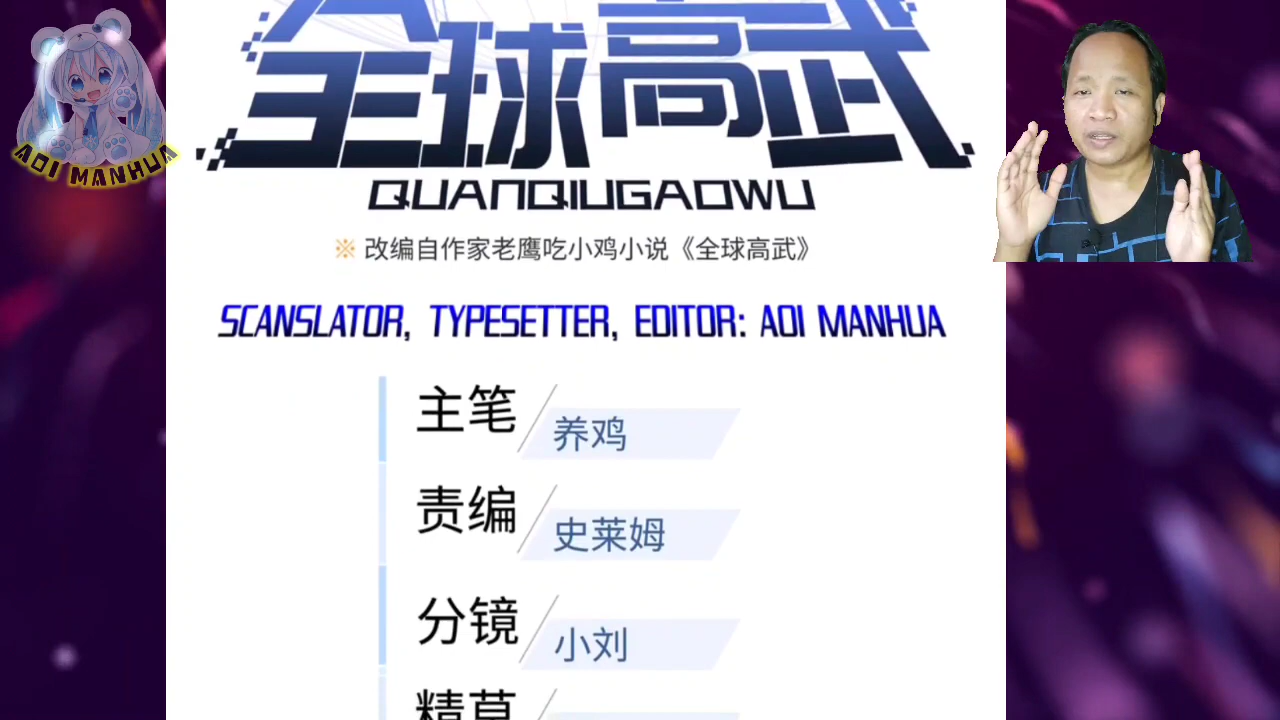 AOI MANHUA
全球高武
QUANQIUGAOWU
※ 改编自作家老鹰吃小鸡小说《全球高武》
SCANSLATOR, TYPESETTER, EDITOR: AOI MANHUA
主笔 养鸡
责编 史莱姆
分镜 小刘
精草